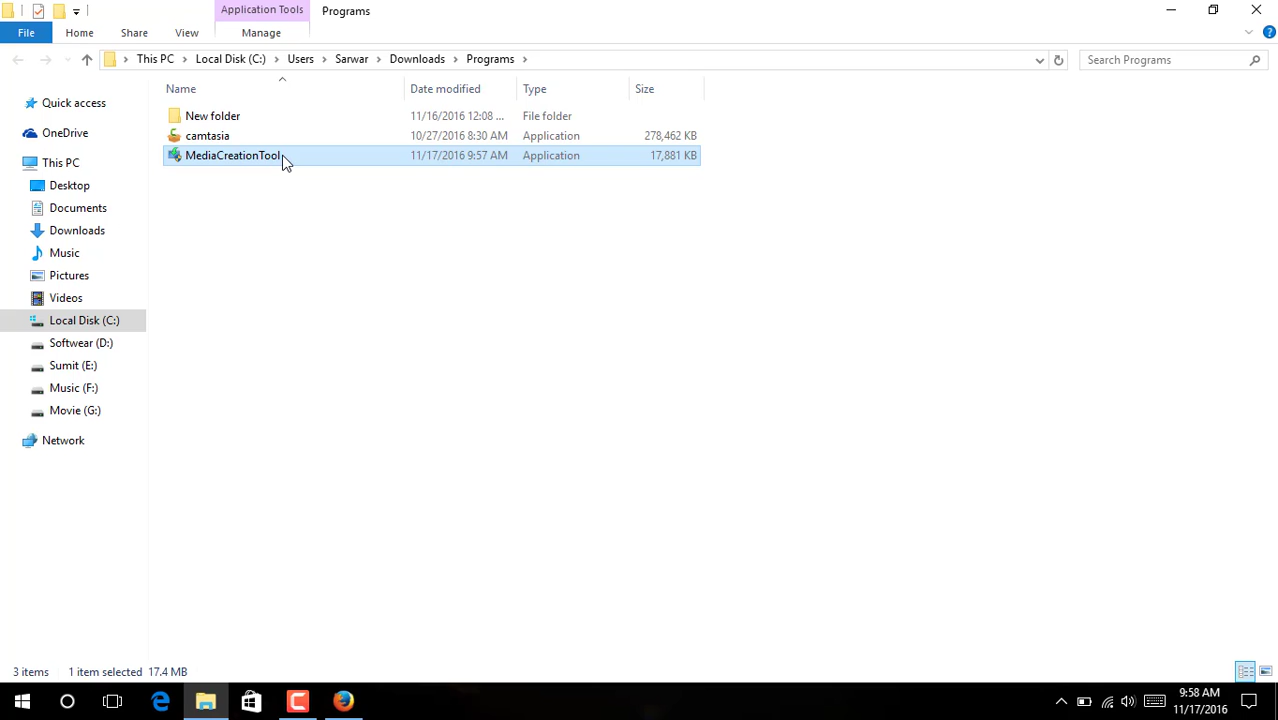 Application Tools
Programs
File
Home
Share
View
Manage
This PC
Local Disk (C:)
Users
Sarwar
Downloads
Programs
Search Programs
Name
Date modified
Type
Size
Quick access
OneDrive
This PC
Desktop
Documents
Downloads
Music
Pictures
Videos
Local Disk (C:)
Softwear (D:)
Sumit (E:)
Music (F:)
Movie (G:)
Network
New folder 11/16/2016 12:08 ... File folder
camtasia 10/27/2016 8:30 AM Application 278,462 KB
MediaCreationTool 11/17/2016 9:57 AM Application 17,881 KB
3 items 1 item selected 17.4 MB
9:58 AM
11/17/2016